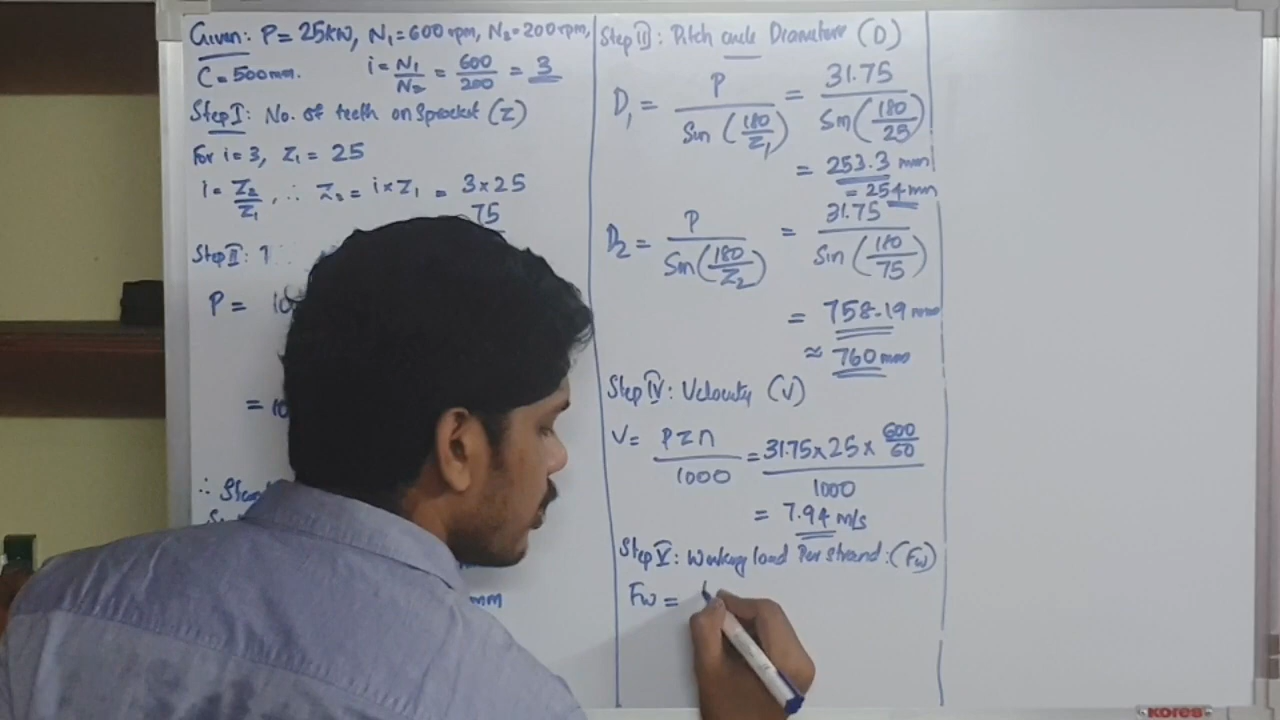 Given: P = 25kW, N₁ = 600 rpm, N₂ = 200 rpm,
C = 500mm. i = N₁/N₂ = 600/200 = 3
Step I: No. of teeth on Sprocket (Z)
For i = 3, Z₁ = 25
i = Z₂/Z₁, ∴ Z₂ = i × Z₁ = 3 × 25
75
Step II:
P = 10
= 10
∴
mm
Step III: Pitch circle Diameter (D)
D₁ = P/Sin(180/Z₁) = 31.75/Sin(180/25)
= 253.3 mm
= 254 mm
D₂ = P/Sin(180/Z₂) = 31.75/Sin(180/75)
= 758.19 mm
≈ 760 mm
Step IV: Velocity (V)
V = PZn/1000 = 31.75 × 25 × 600/60 / 1000
= 7.94 m/s
Step V: Working load Per strand: (Fw)
Fw =
KORES